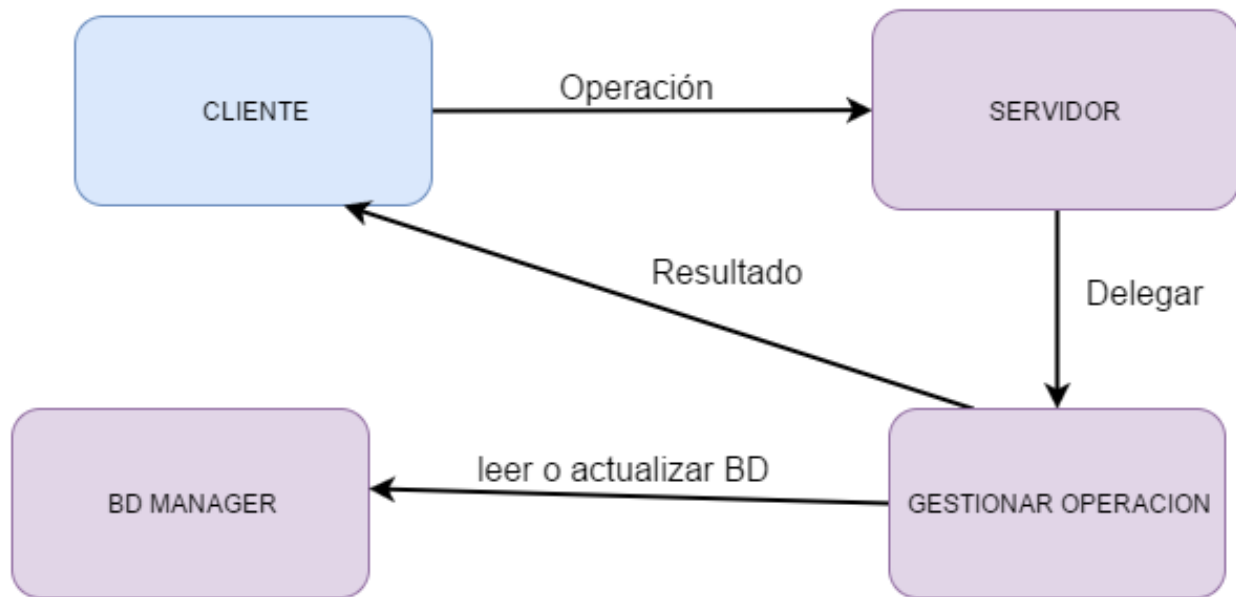 CLIENTE
Operación
SERVIDOR
Resultado
Delegar
BD MANAGER
leer o actualizar BD
GESTIONAR OPERACION